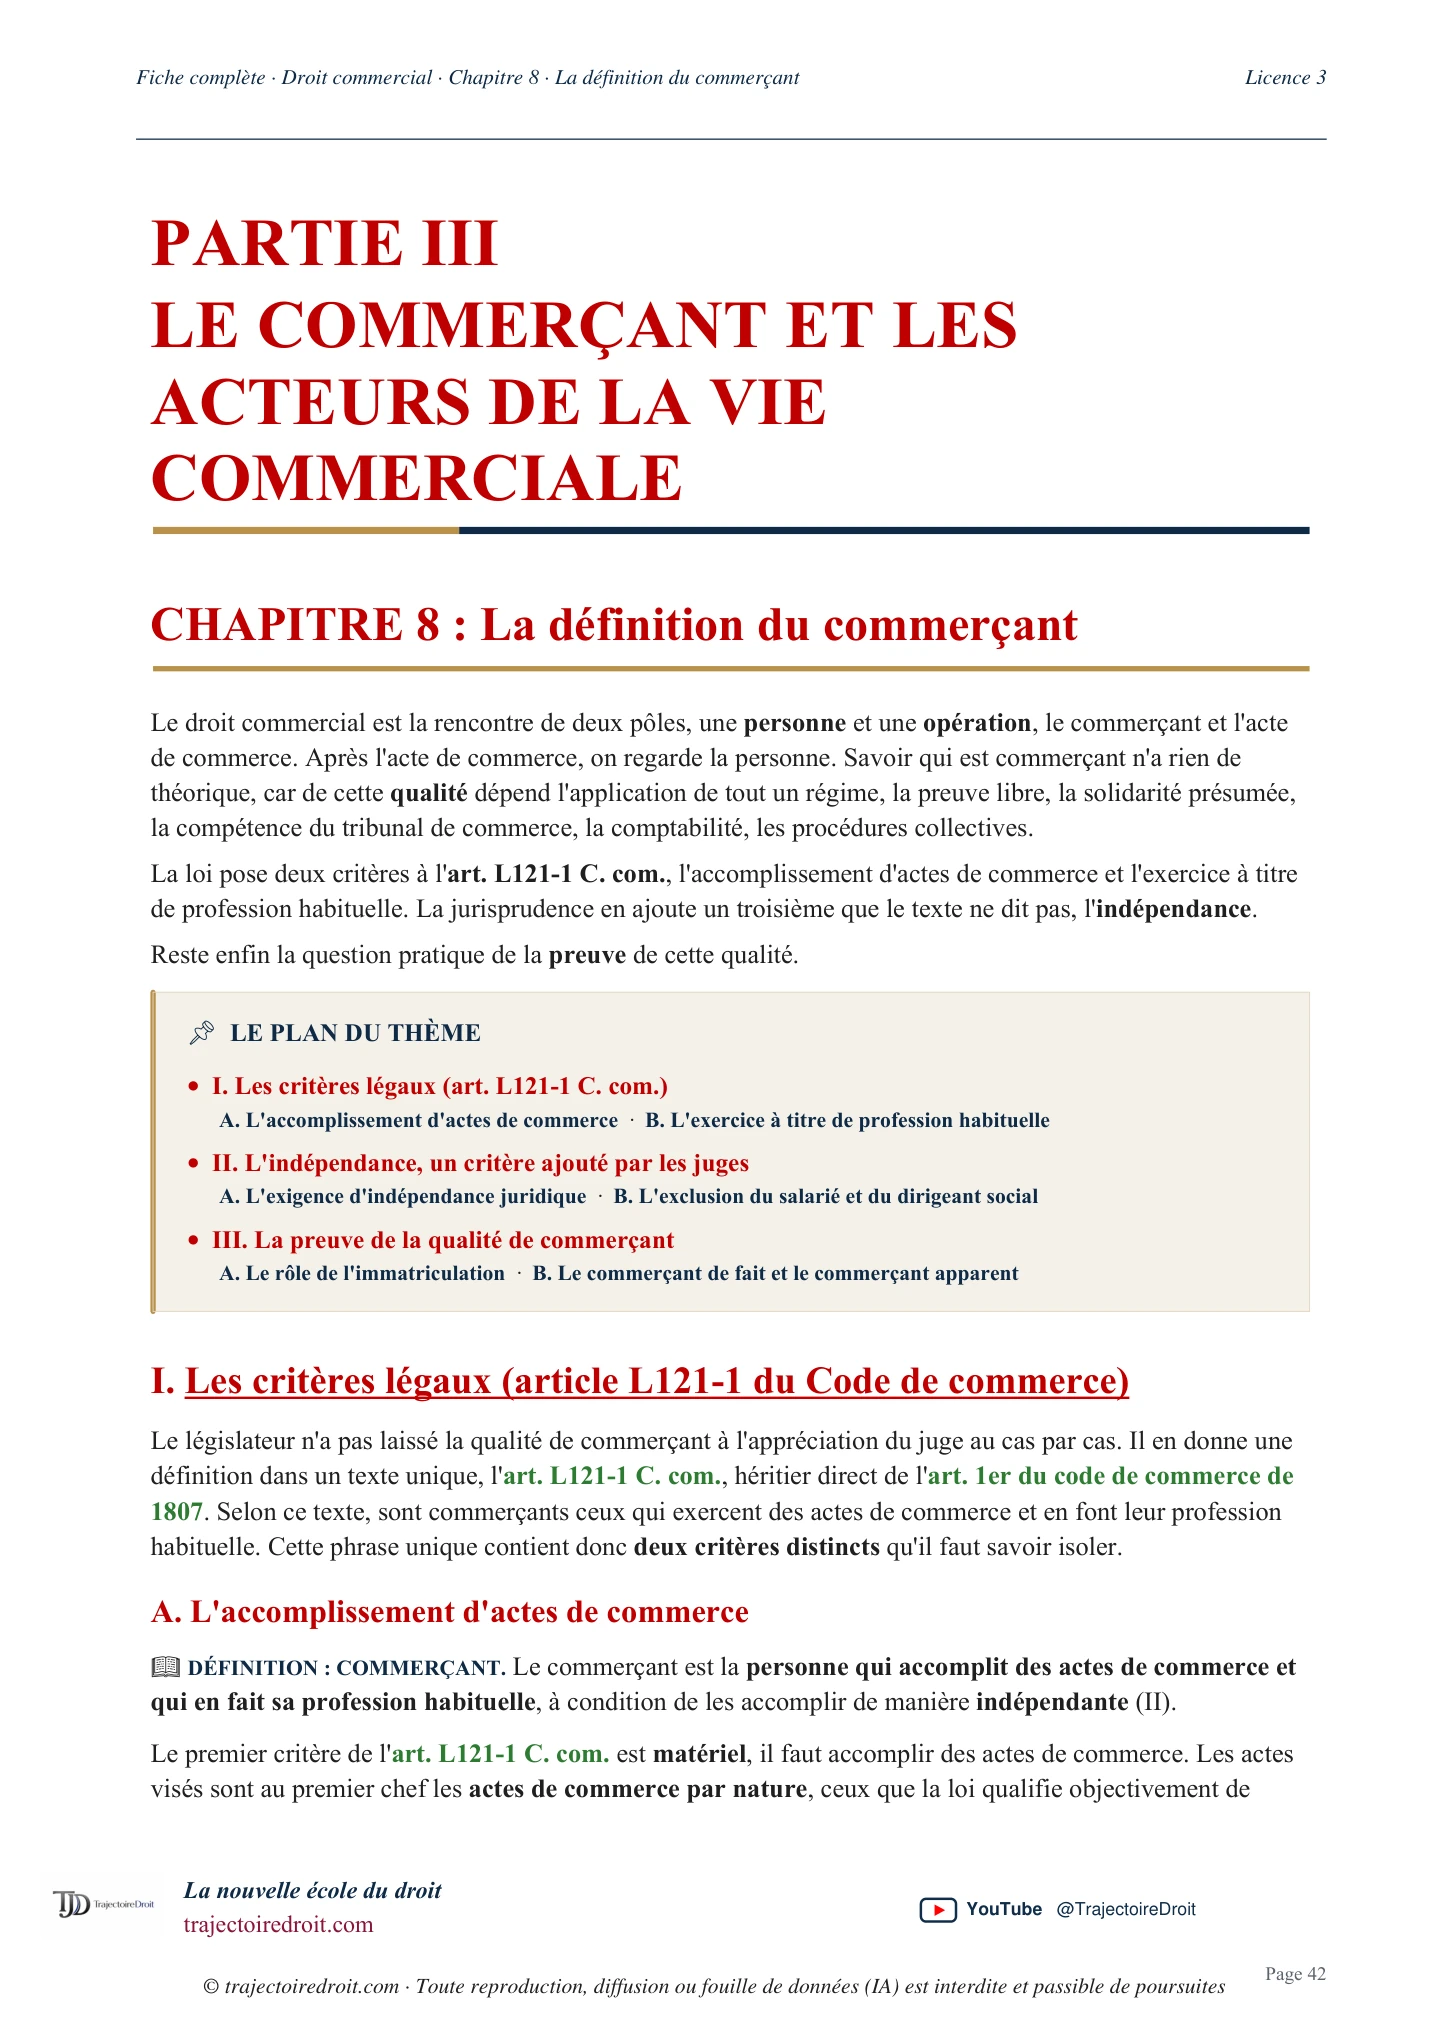 Fiche complète · Droit commercial · Chapitre 8 · La définition du commerçant
Licence 3
PARTIE III
LE COMMERÇANT ET LES
ACTEURS DE LA VIE
COMMERCIALE
CHAPITRE 8 : La définition du commerçant
Le droit commercial est la rencontre de deux pôles, une personne et une opération, le commerçant et l'acte
de commerce. Après l'acte de commerce, on regarde la personne. Savoir qui est commerçant n'a rien de
théorique, car de cette qualité dépend l'application de tout un régime, la preuve libre, la solidarité présumée,
la compétence du tribunal de commerce, la comptabilité, les procédures collectives.
La loi pose deux critères à l'art. L121-1 C. com., l'accomplissement d'actes de commerce et l'exercice à titre
de profession habituelle. La jurisprudence en ajoute un troisième que le texte ne dit pas, l'indépendance.
Reste enfin la question pratique de la preuve de cette qualité.
LE PLAN DU THÈME
• I. Les critères légaux (art. L121-1 C. com.)
A. L'accomplissement d'actes de commerce · B. L'exercice à titre de profession habituelle
• II. L'indépendance, un critère ajouté par les juges
A. L'exigence d'indépendance juridique · B. L'exclusion du salarié et du dirigeant social
• III. La preuve de la qualité de commerçant
A. Le rôle de l'immatriculation · B. Le commerçant de fait et le commerçant apparent
I. Les critères légaux (article L121-1 du Code de commerce)
Le législateur n'a pas laissé la qualité de commerçant à l'appréciation du juge au cas par cas. Il en donne une
définition dans un texte unique, l'art. L121-1 C. com., héritier direct de l'art. 1er du code de commerce de
1807. Selon ce texte, sont commerçants ceux qui exercent des actes de commerce et en font leur profession
habituelle. Cette phrase unique contient donc deux critères distincts qu'il faut savoir isoler.
A. L'accomplissement d'actes de commerce
DÉFINITION : COMMERÇANT. Le commerçant est la personne qui accomplit des actes de commerce et
qui en fait sa profession habituelle, à condition de les accomplir de manière indépendante (II).
Le premier critère de l'art. L121-1 C. com. est matériel, il faut accomplir des actes de commerce. Les actes
visés sont au premier chef les actes de commerce par nature, ceux que la loi qualifie objectivement de
TJD TrajectoireDroit
La nouvelle école du droit
trajectoiredroit.com
YouTube @TrajectoireDroit
© trajectoiredroit.com · Toute reproduction, diffusion ou fouille de données (IA) est interdite et passible de poursuites
Page 42